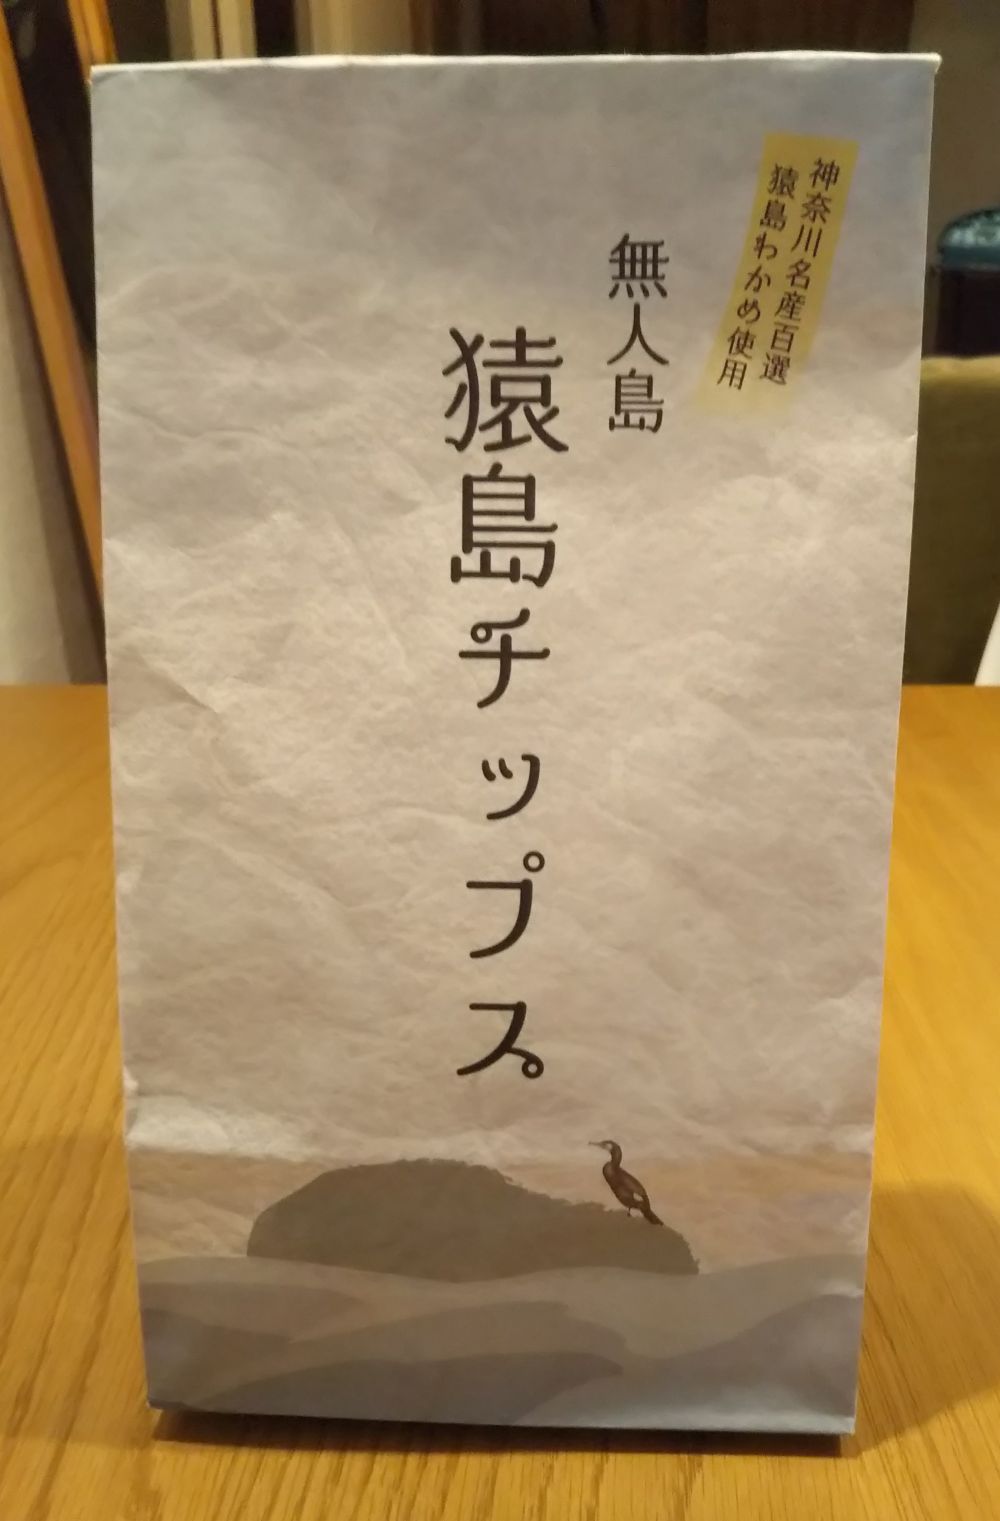 神奈川名産百選
猿島わかめ使用
無人島
猿島チップス